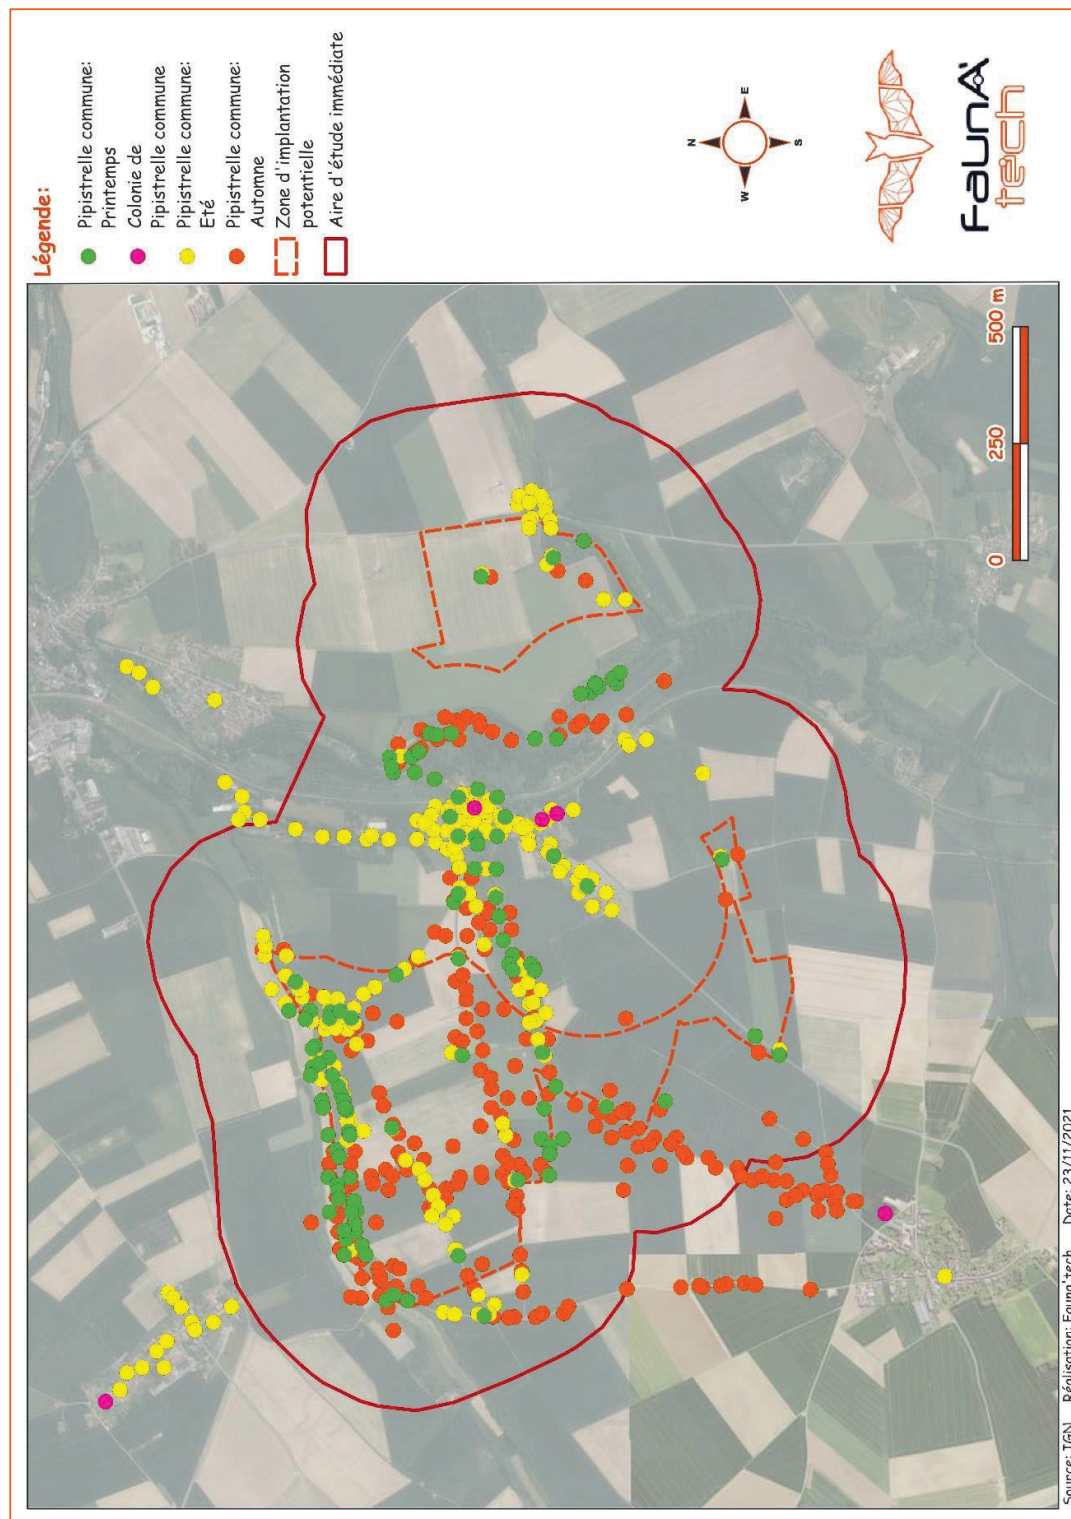 Légende:
Pipistrelle commune:
Printemps
Colonie de
Pipistrelle commune
Pipistrelle commune:
Eté
Pipistrelle commune:
Automne
Zone d'implantation
potentielle
Aire d'étude immédiate
N
W
E
S
faunA
tech
0
250
500 m
Source: IGN Réalisation: Fauna'tech Date: 23/11/2021